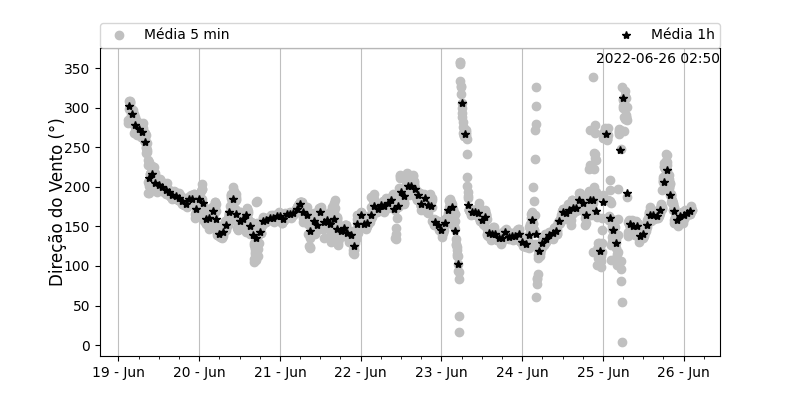 Média 5 min
Média 1h
2022-06-26 02:50
Direção do Vento (°)
350
300
250
200
150
100
50
0
19 - Jun
20 - Jun
21 - Jun
22 - Jun
23 - Jun
24 - Jun
25 - Jun
26 - Jun